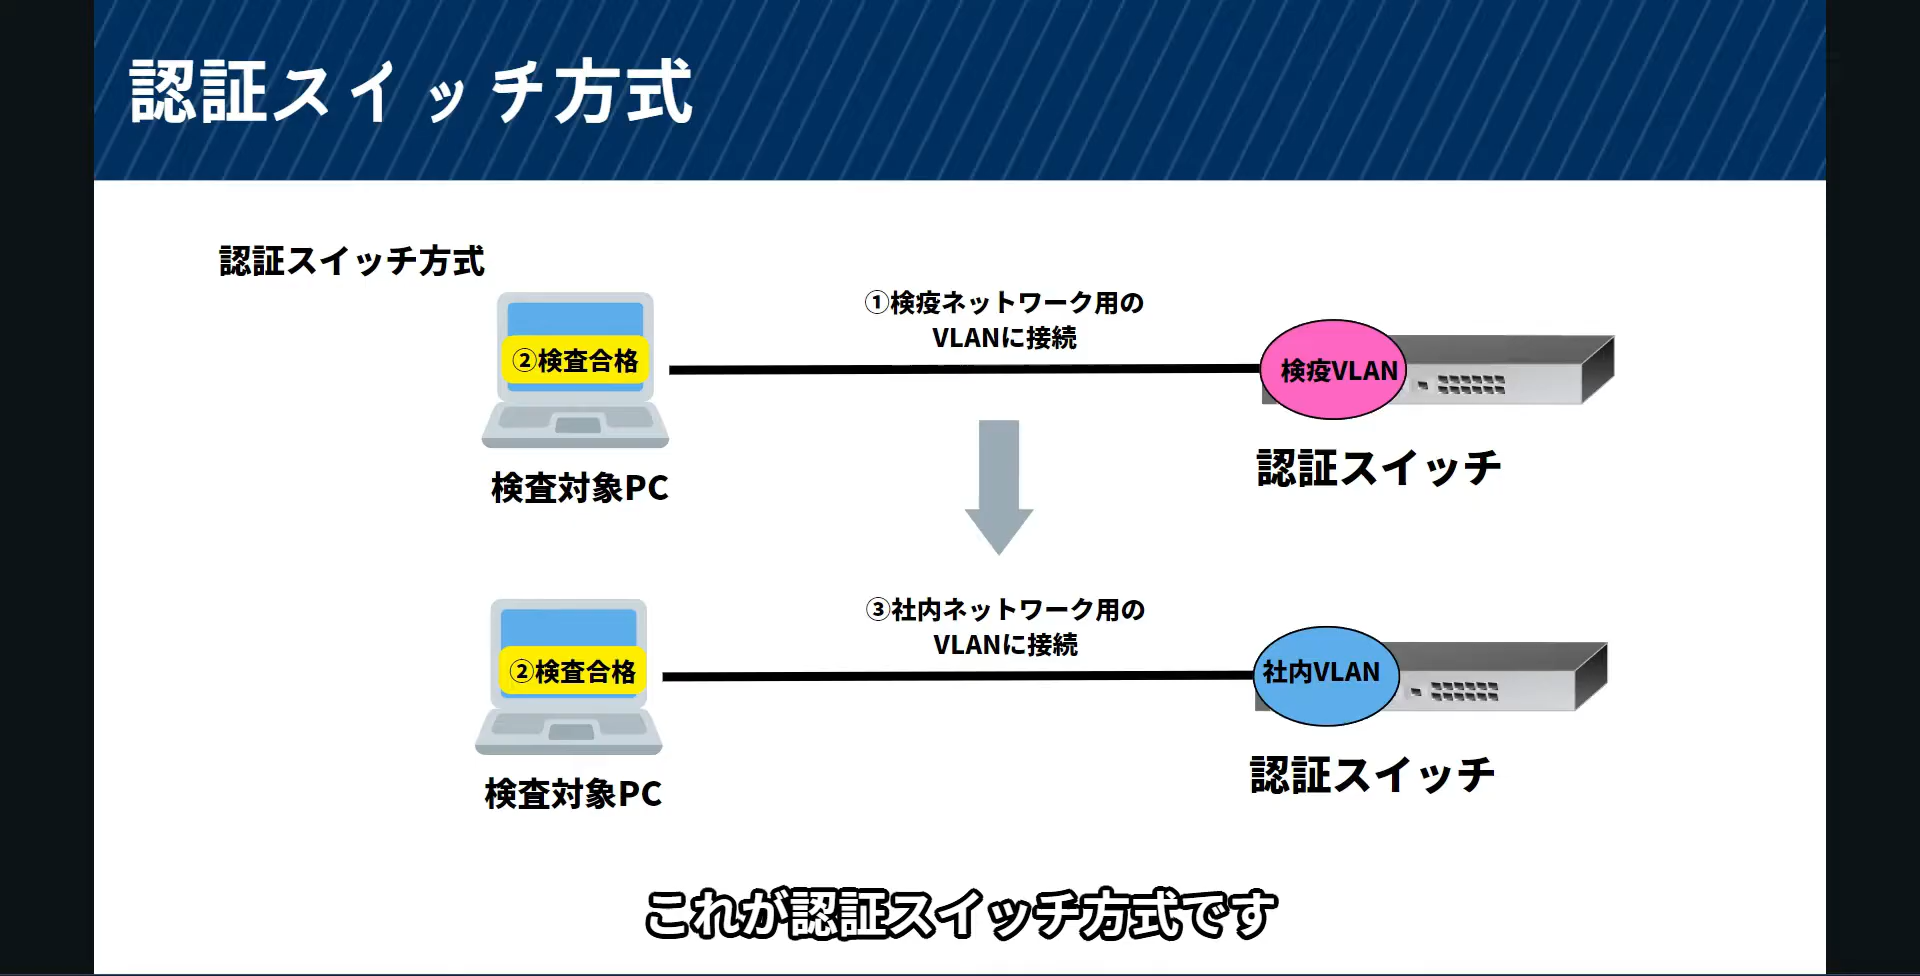 認証スイッチ方式
認証スイッチ方式
①検疫ネットワーク用の
VLANに接続
②検査合格
検疫VLAN
検査対象PC
認証スイッチ
③社内ネットワーク用の
VLANに接続
②検査合格
社内VLAN
検査対象PC
認証スイッチ
これが認証スイッチ方式です